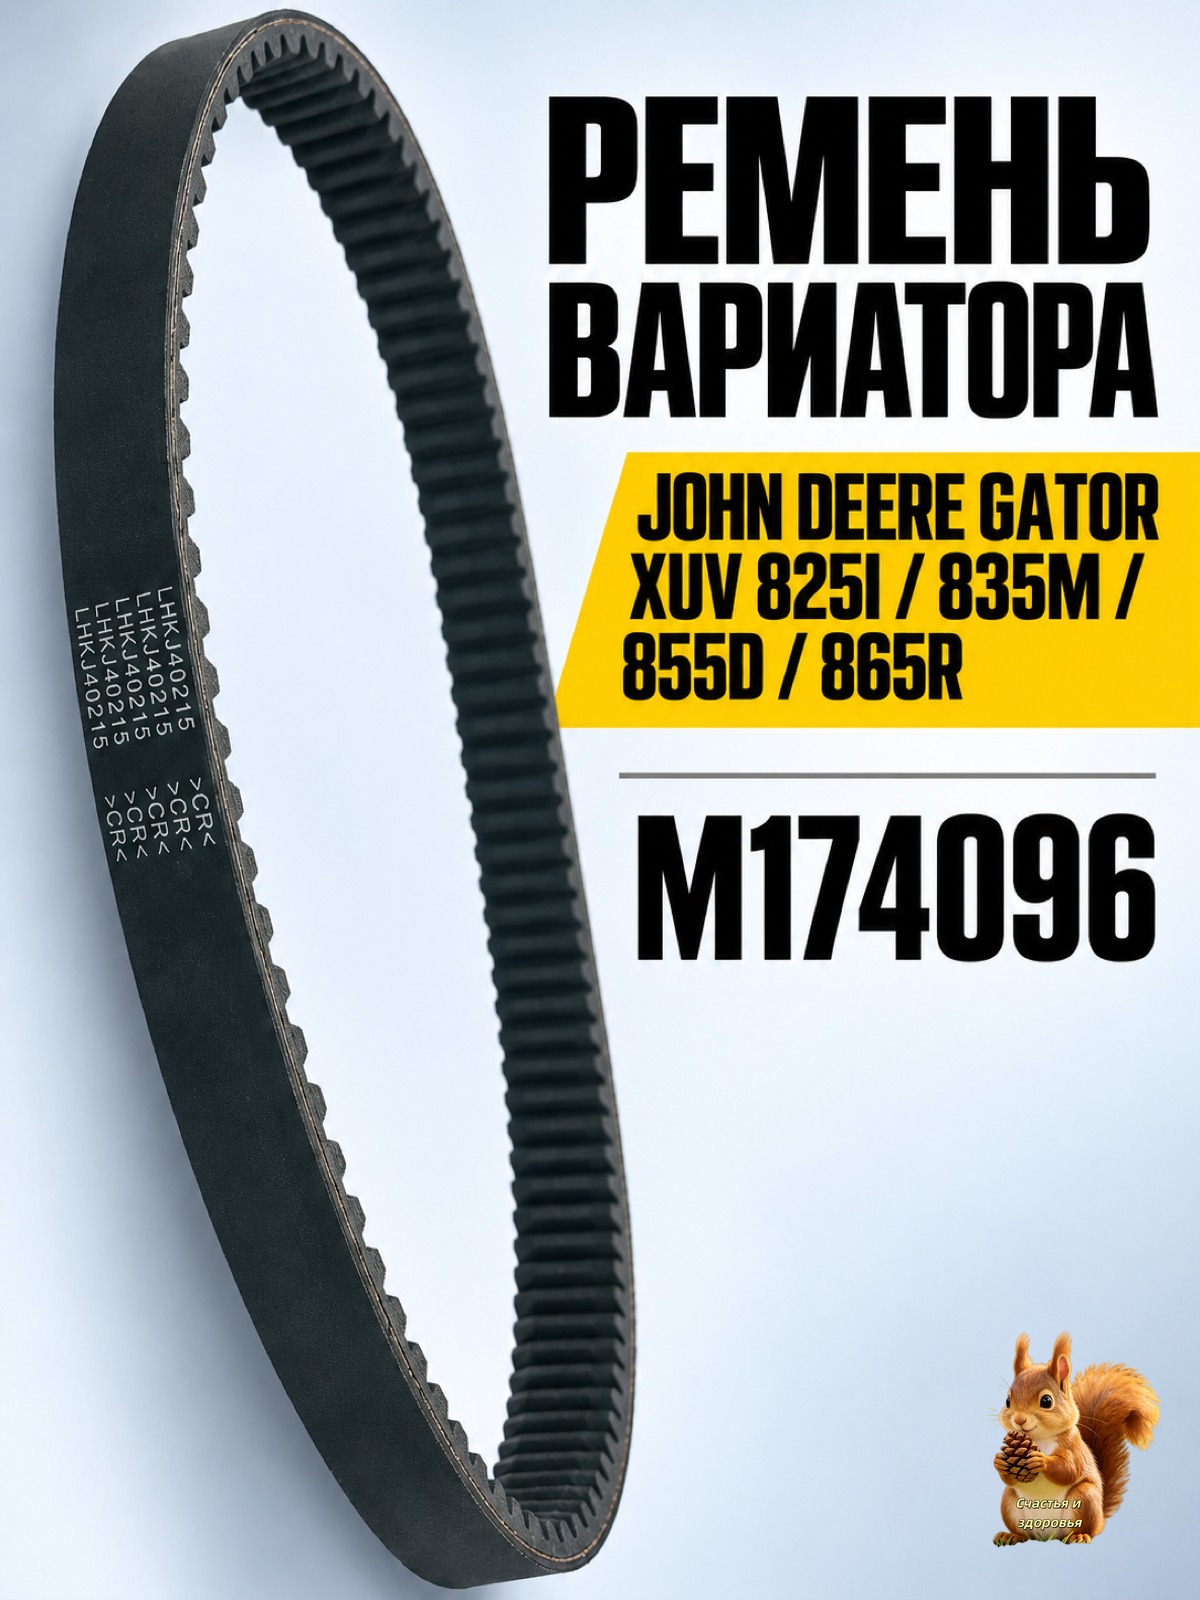 РЕМЕНЬ
ВАРИАТОРА
JOHN DEERE GATOR
XUV 825I / 835M /
855D / 865R
M174096
LHKJ40215 >CR<
LHKJ40215 >CR<
LHKJ40215 >CR<
LHKJ40215 >CR<
LHKJ40215 >CR<
Счастья и
здоровья